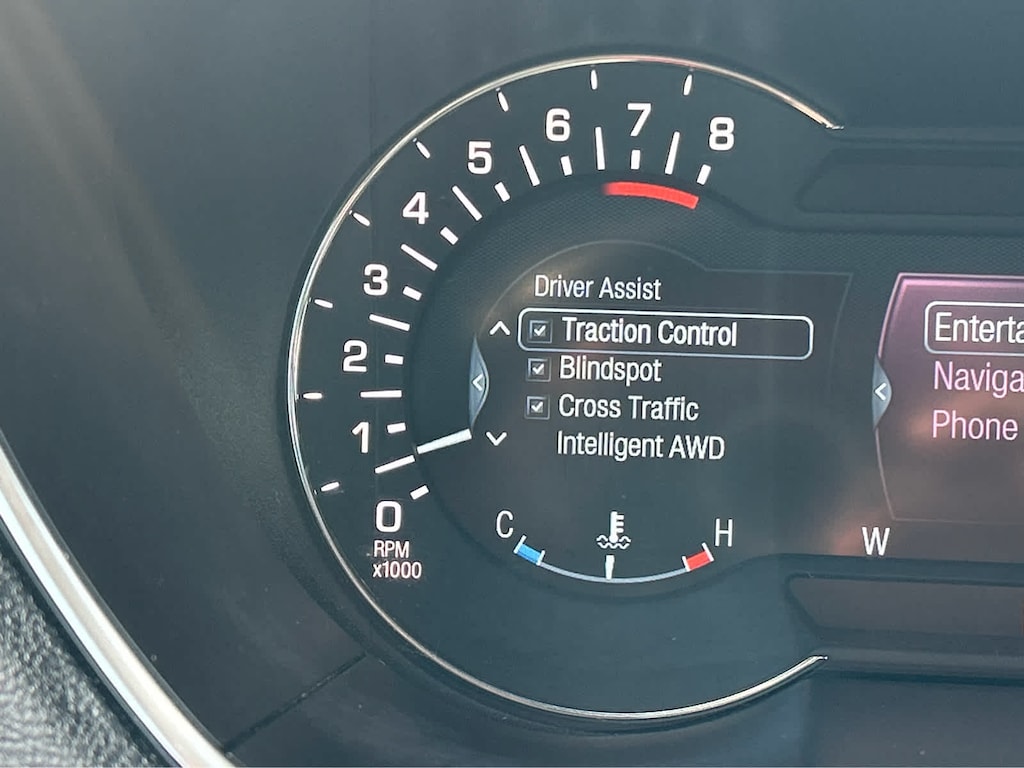 8
7
6
5
4
3
2
1
0
RPM
x1000
Driver Assist
Traction Control
Blindspot
Cross Traffic
Intelligent AWD
C
H
W
Enterta
Naviga
Phone